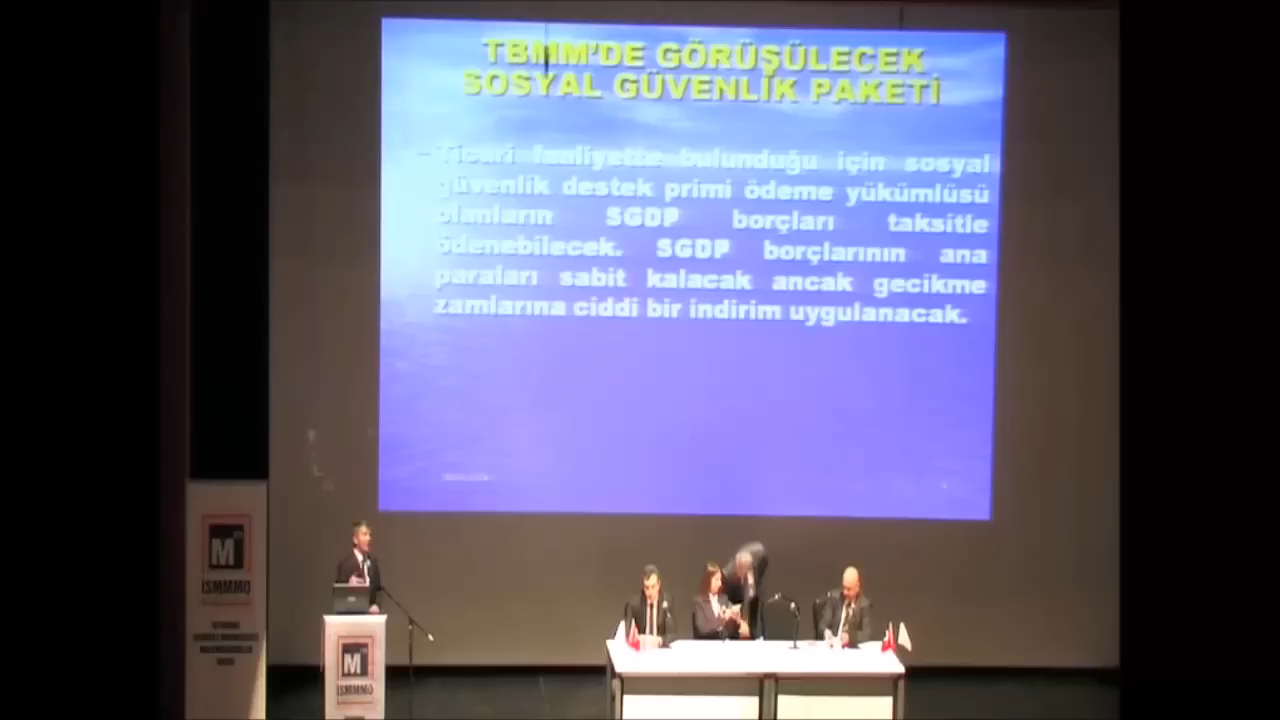 TBMM'DE GÖRÜŞÜLECEK
SOSYAL GÜVENLİK PAKETİ
– Ticari faaliyette bulunduğu için sosyal
güvenlik destek primi ödeme yükümlüsü
olanların SGDP borçları taksitle
ödenebilecek. SGDP borçlarının ana
paraları sabit kalacak ancak gecikme
zamlarına ciddi bir indirim uygulanacak.
M
İSMMMO
M
İSMMMO